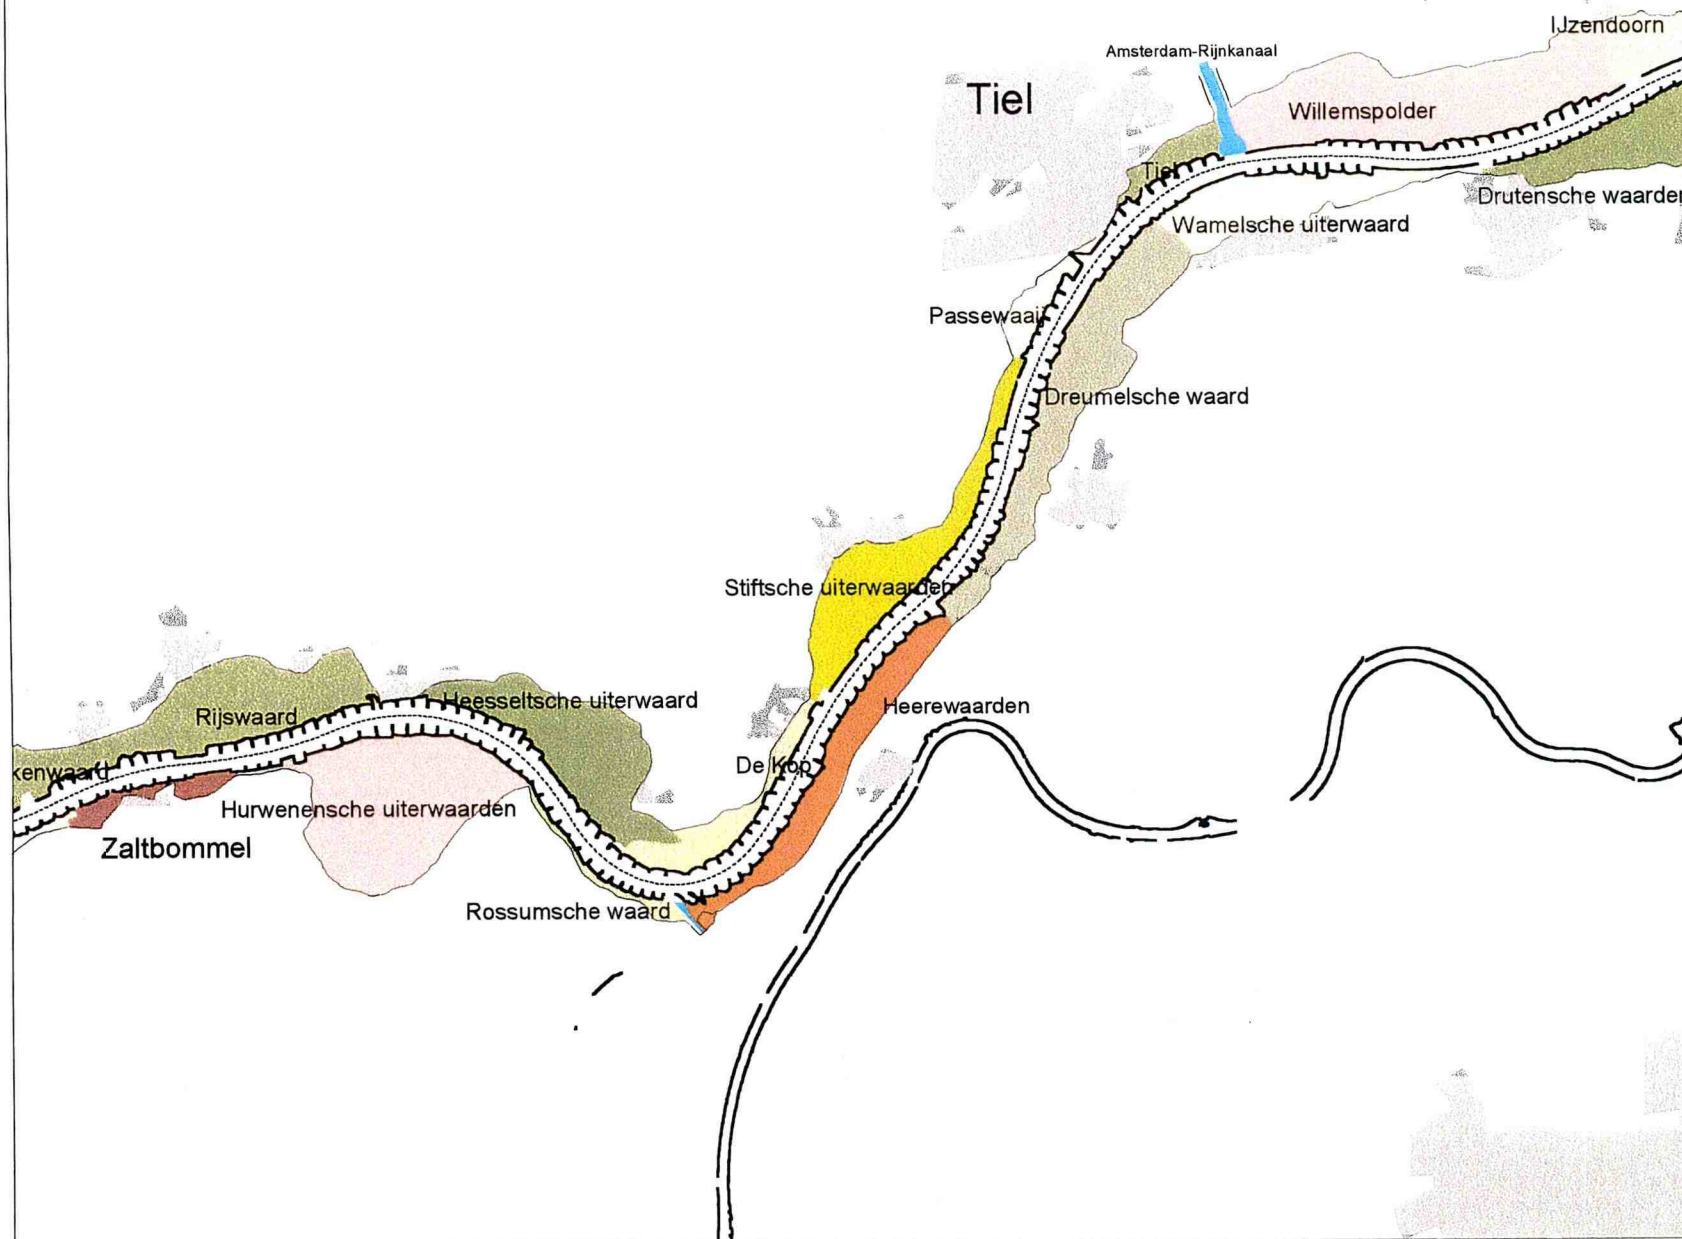 IJzendoorn
Amsterdam-Rijnkanaal
Tiel
Willemspolder
Tiel
Drutensche waarden
Wamelsche uiterwaard
Passewaaij
Dreumelsche waard
Stiftsche uiterwaarden
Heesseltsche uiterwaard
Heerewaarden
Rijswaard
De Kop
kenwaard
Hurwenensche uiterwaarden
Zaltbommel
Rossumsche waard